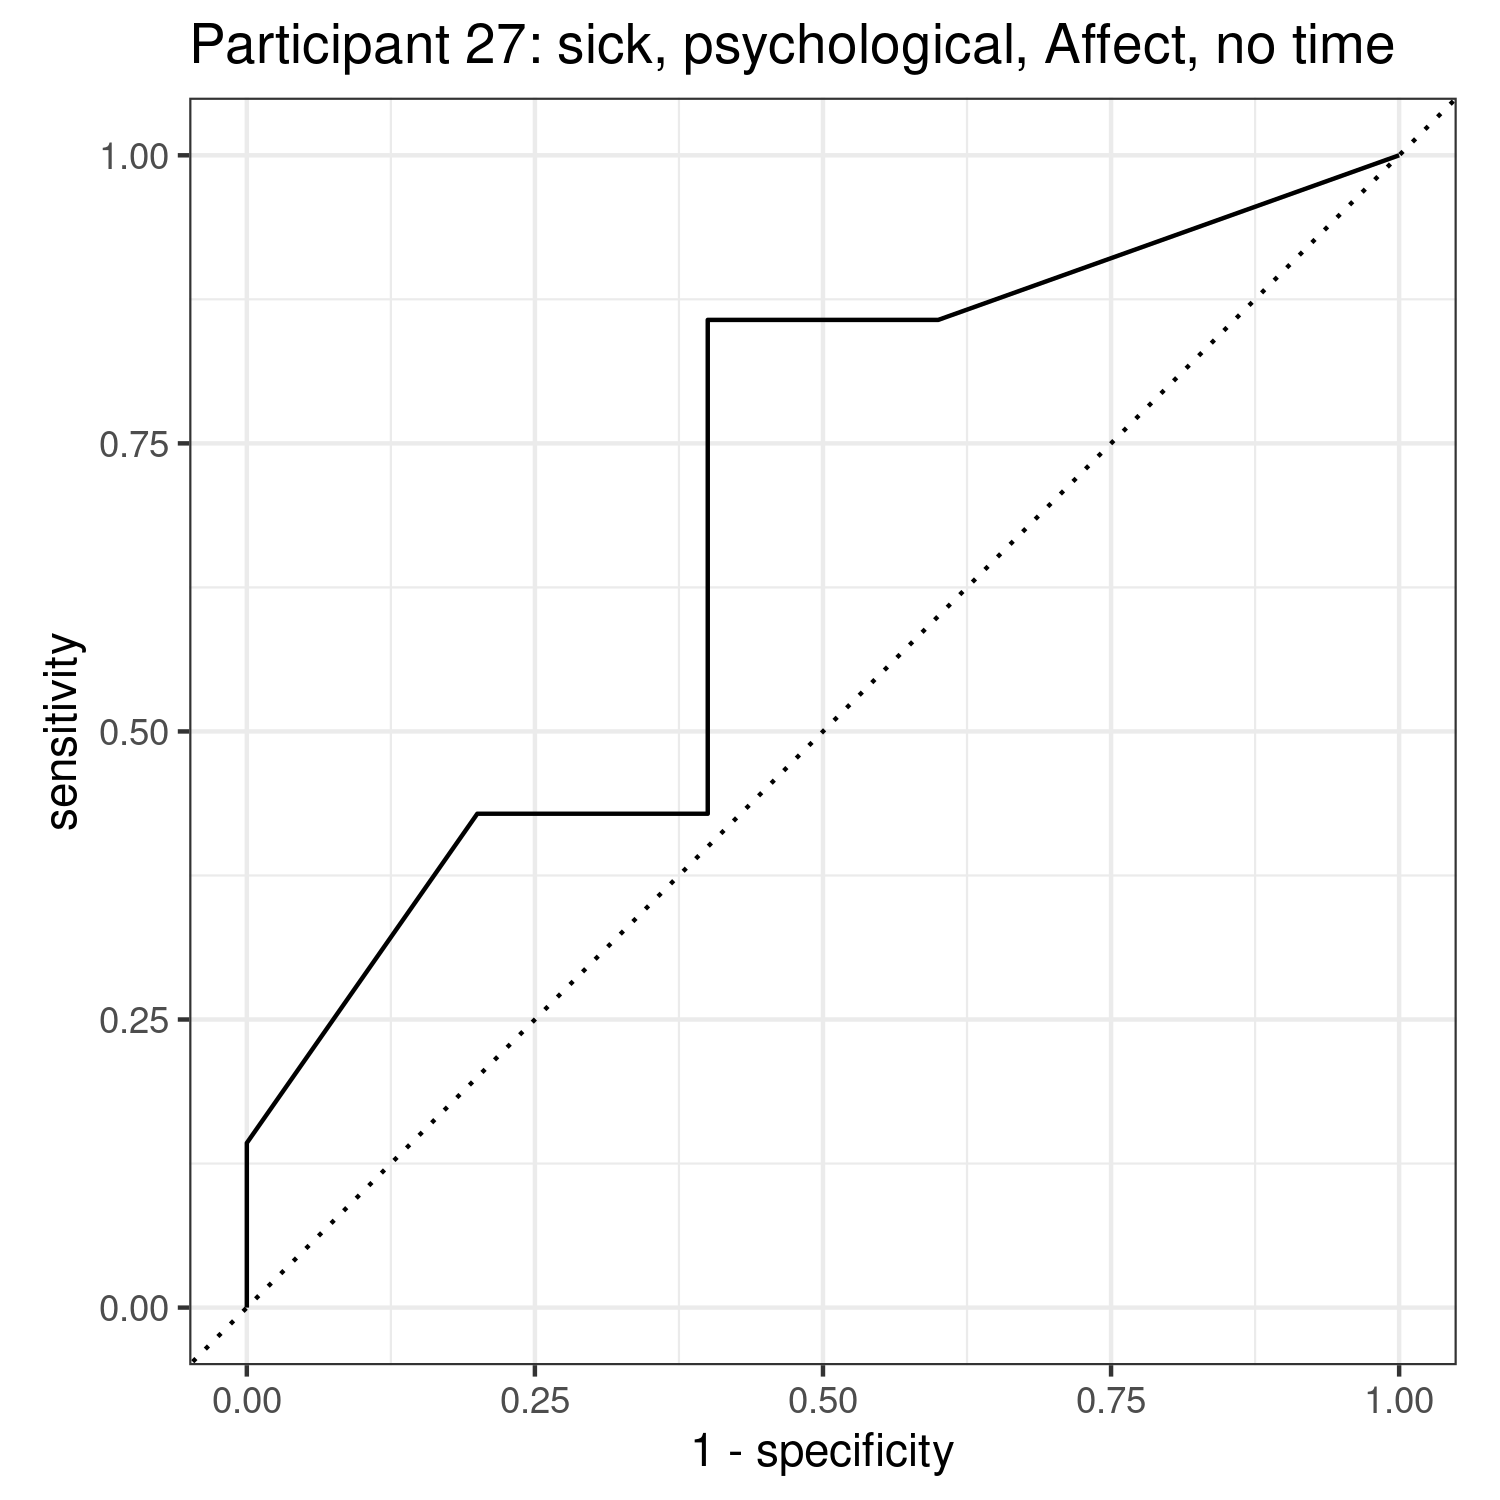 Participant 27: sick, psychological, Affect, no time
sensitivity
1.00
0.75
0.50
0.25
0.00
0.00 0.25 0.50 0.75 1.00
1 - specificity